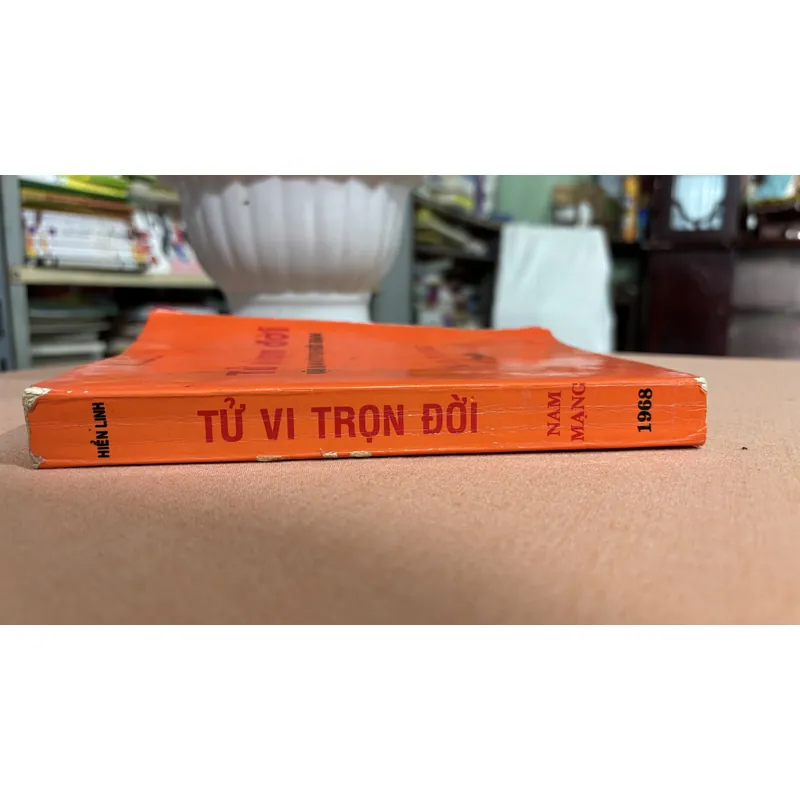 HIỂN LINH
TỬ VI TRỌN ĐỜI
NAM
MẠNG
1968